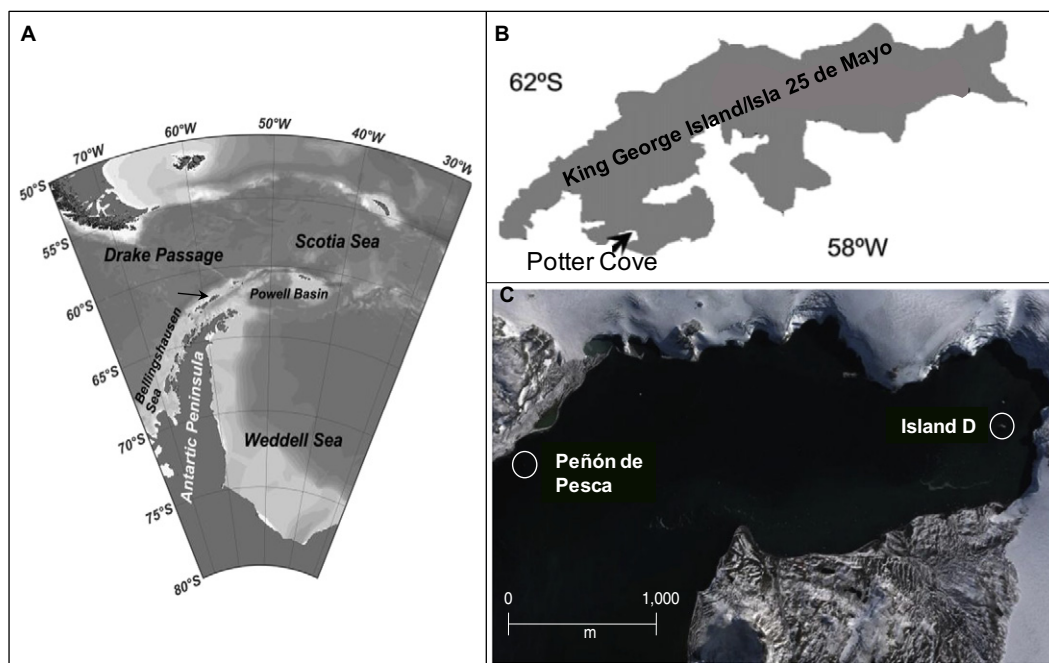 A
70ºW
60ºW
50ºW
40ºW
30ºW
50ºS
55ºS
60ºS
65ºS
70ºS
75ºS
80ºS
Drake Passage
Scotia Sea
Powell Basin
Bellingshausen
Sea
Antartic Peninsula
Weddell Sea
B
62ºS
King George Island/Isla 25 de Mayo
58ºW
Potter Cove
C
Island D
Peñón de
Pesca
0 1,000
m